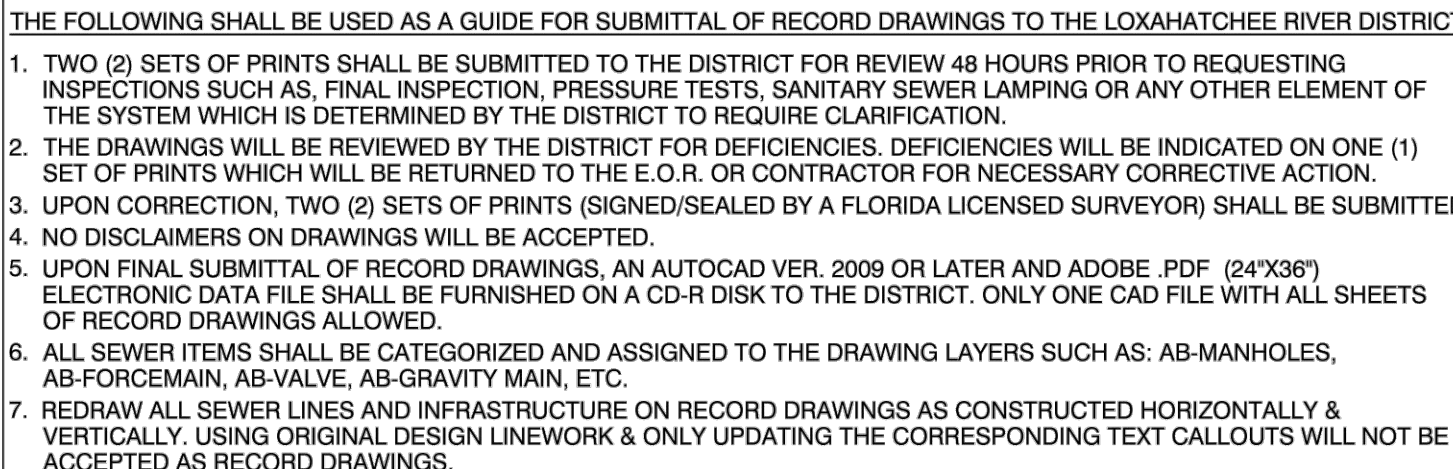 THE FOLLOWING SHALL BE USED AS A GUIDE FOR SUBMITTAL OF RECORD DRAWINGS TO THE LOXAHATCHEE RIVER DISTRICT
1. TWO (2) SETS OF PRINTS SHALL BE SUBMITTED TO THE DISTRICT FOR REVIEW 48 HOURS PRIOR TO REQUESTING
INSPECTIONS SUCH AS, FINAL INSPECTION, PRESSURE TESTS, SANITARY SEWER LAMPING OR ANY OTHER ELEMENT OF
THE SYSTEM WHICH IS DETERMINED BY THE DISTRICT TO REQUIRE CLARIFICATION.
2. THE DRAWINGS WILL BE REVIEWED BY THE DISTRICT FOR DEFICIENCIES. DEFICIENCIES WILL BE INDICATED ON ONE (1)
SET OF PRINTS WHICH WILL BE RETURNED TO THE E.O.R. OR CONTRACTOR FOR NECESSARY CORRECTIVE ACTION.
3. UPON CORRECTION, TWO (2) SETS OF PRINTS (SIGNED/SEALED BY A FLORIDA LICENSED SURVEYOR) SHALL BE SUBMITTE
4. NO DISCLAIMERS ON DRAWINGS WILL BE ACCEPTED.
5. UPON FINAL SUBMITTAL OF RECORD DRAWINGS, AN AUTOCAD VER. 2009 OR LATER AND ADOBE .PDF (24"X36")
ELECTRONIC DATA FILE SHALL BE FURNISHED ON A CD-R DISK TO THE DISTRICT. ONLY ONE CAD FILE WITH ALL SHEETS
OF RECORD DRAWINGS ALLOWED.
6. ALL SEWER ITEMS SHALL BE CATEGORIZED AND ASSIGNED TO THE DRAWING LAYERS SUCH AS: AB-MANHOLES,
AB-FORCEMAIN, AB-VALVE, AB-GRAVITY MAIN, ETC.
7. REDRAW ALL SEWER LINES AND INFRASTRUCTURE ON RECORD DRAWINGS AS CONSTRUCTED HORIZONTALLY &
VERTICALLY. USING ORIGINAL DESIGN LINEWORK & ONLY UPDATING THE CORRESPONDING TEXT CALLOUTS WILL NOT BE
ACCEPTED AS RECORD DRAWINGS.